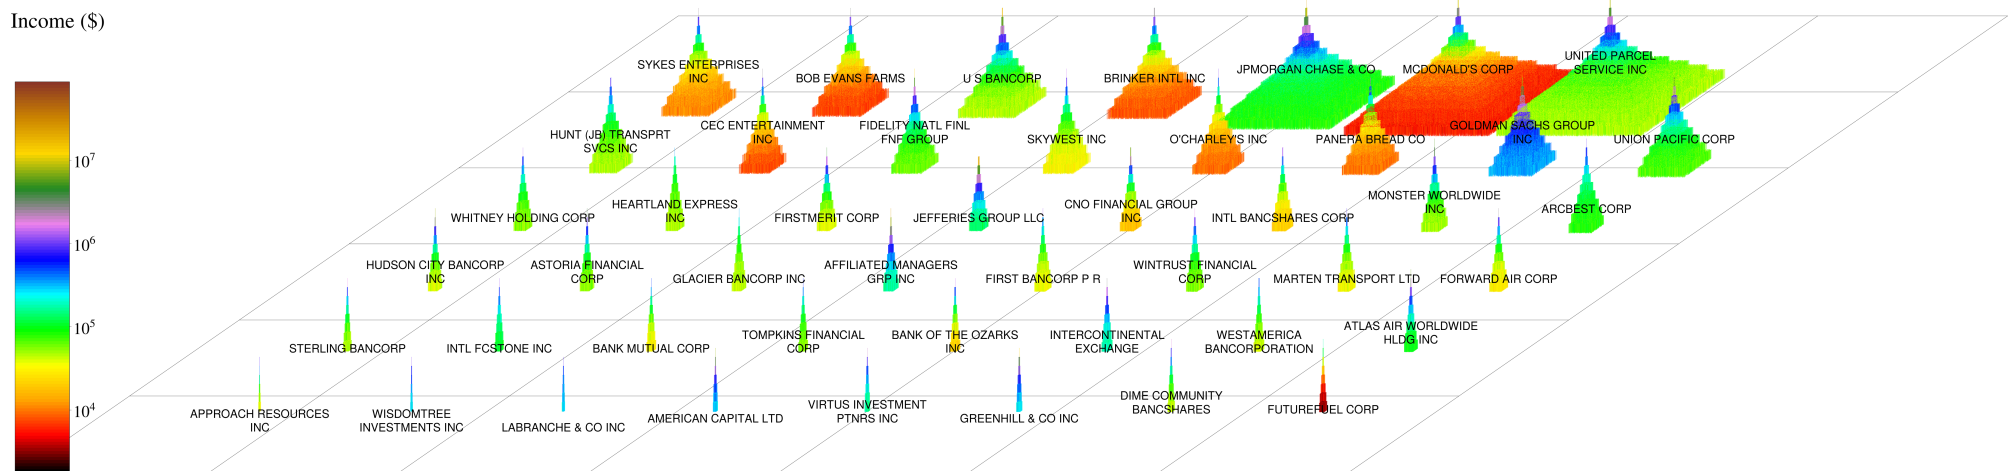 Income ($)
10^7
10^6
10^5
10^4
SYKES ENTERPRISES
INC
BOB EVANS FARMS
U S BANCORP
BRINKER INTL INC
JPMORGAN CHASE & CO
MCDONALD'S CORP
UNITED PARCEL
SERVICE INC
HUNT (JB) TRANSPRT
SVCS INC
CEC ENTERTAINMENT
INC
FIDELITY NATL FINL
FNF GROUP
SKYWEST INC
O'CHARLEY'S INC
PANERA BREAD CO
GOLDMAN SACHS GROUP
INC
UNION PACIFIC CORP
WHITNEY HOLDING CORP
HEARTLAND EXPRESS
INC
FIRSTMERIT CORP
JEFFERIES GROUP LLC
CNO FINANCIAL GROUP
INC
INTL BANCSHARES CORP
MONSTER WORLDWIDE
INC
ARCBEST CORP
HUDSON CITY BANCORP
INC
ASTORIA FINANCIAL
CORP
GLACIER BANCORP INC
AFFILIATED MANAGERS
GRP INC
FIRST BANCORP P R
WINTRUST FINANCIAL
CORP
MARTEN TRANSPORT LTD
FORWARD AIR CORP
STERLING BANCORP
INTL FCSTONE INC
BANK MUTUAL CORP
TOMPKINS FINANCIAL
CORP
BANK OF THE OZARKS
INC
INTERCONTINENTAL
EXCHANGE
WESTAMERICA
BANCORPORATION
ATLAS AIR WORLDWIDE
HLDG INC
APPROACH RESOURCES
INC
WISDOMTREE
INVESTMENTS INC
LABRANCHE & CO INC
AMERICAN CAPITAL LTD
VIRTUS INVESTMENT
PTNRS INC
GREENHILL & CO INC
DIME COMMUNITY
BANCSHARES
FUTUREFUEL CORP